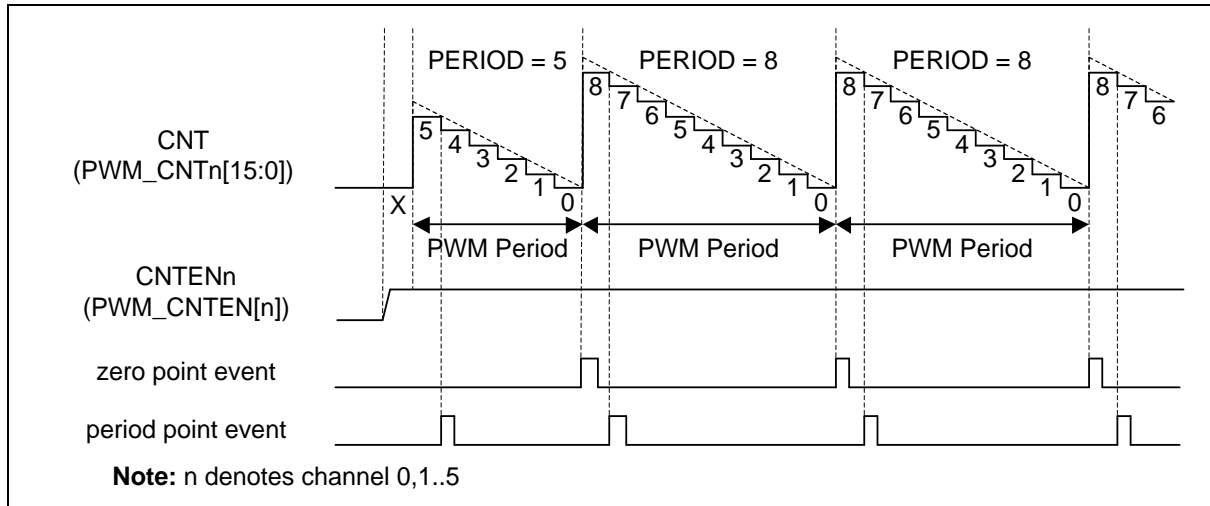 PERIOD = 5 PERIOD = 8 PERIOD = 8
8 8 8
7 7 7
6 6 6
5 5 5
4 4 4
3 3 3
2 2 2
1 1 1
0 0 0
CNT
(PWM_CNTn[15:0])
X
PWM Period PWM Period PWM Period
CNTENn
(PWM_CNTEN[n])
zero point event
period point event
Note: n denotes channel 0,1..5